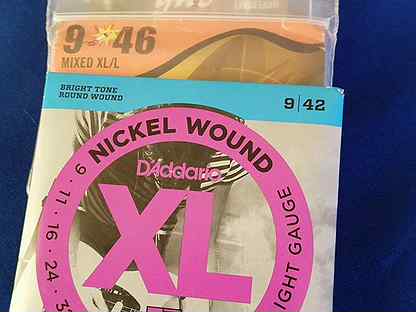 9 46
MIXED XL/L
BRIGHT TONE
ROUND WOUND
9|42
NICKEL WOUND
D'Addario
XL
9 · 11 · 16 · 24 ·
IGHT GAUGE